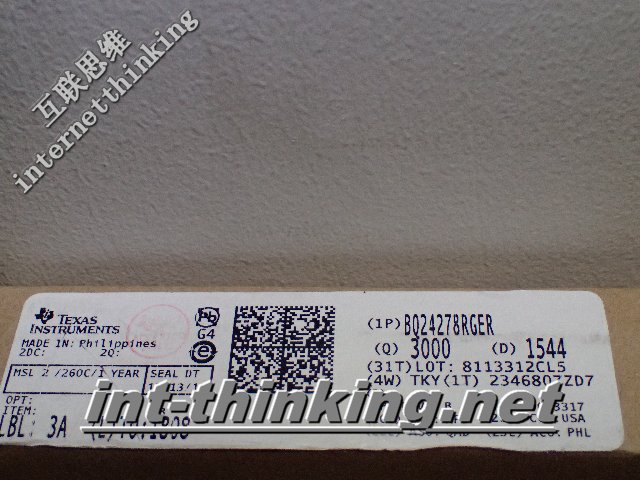 互联思维
internetthinking
TEXAS
INSTRUMENTS
MADE IN: Philippines
2DC: 2Q:
MSL 2 /260C/1 YEAR SEAL DT
OPT:
ITEM:
LBL: 3A
G4
(1P) BQ24278RGER
(Q) 3000 (D) 1544
(31T) LOT: 8113312CL5
(4W) TKY(1T)
USA
PHL
int-thinking.net